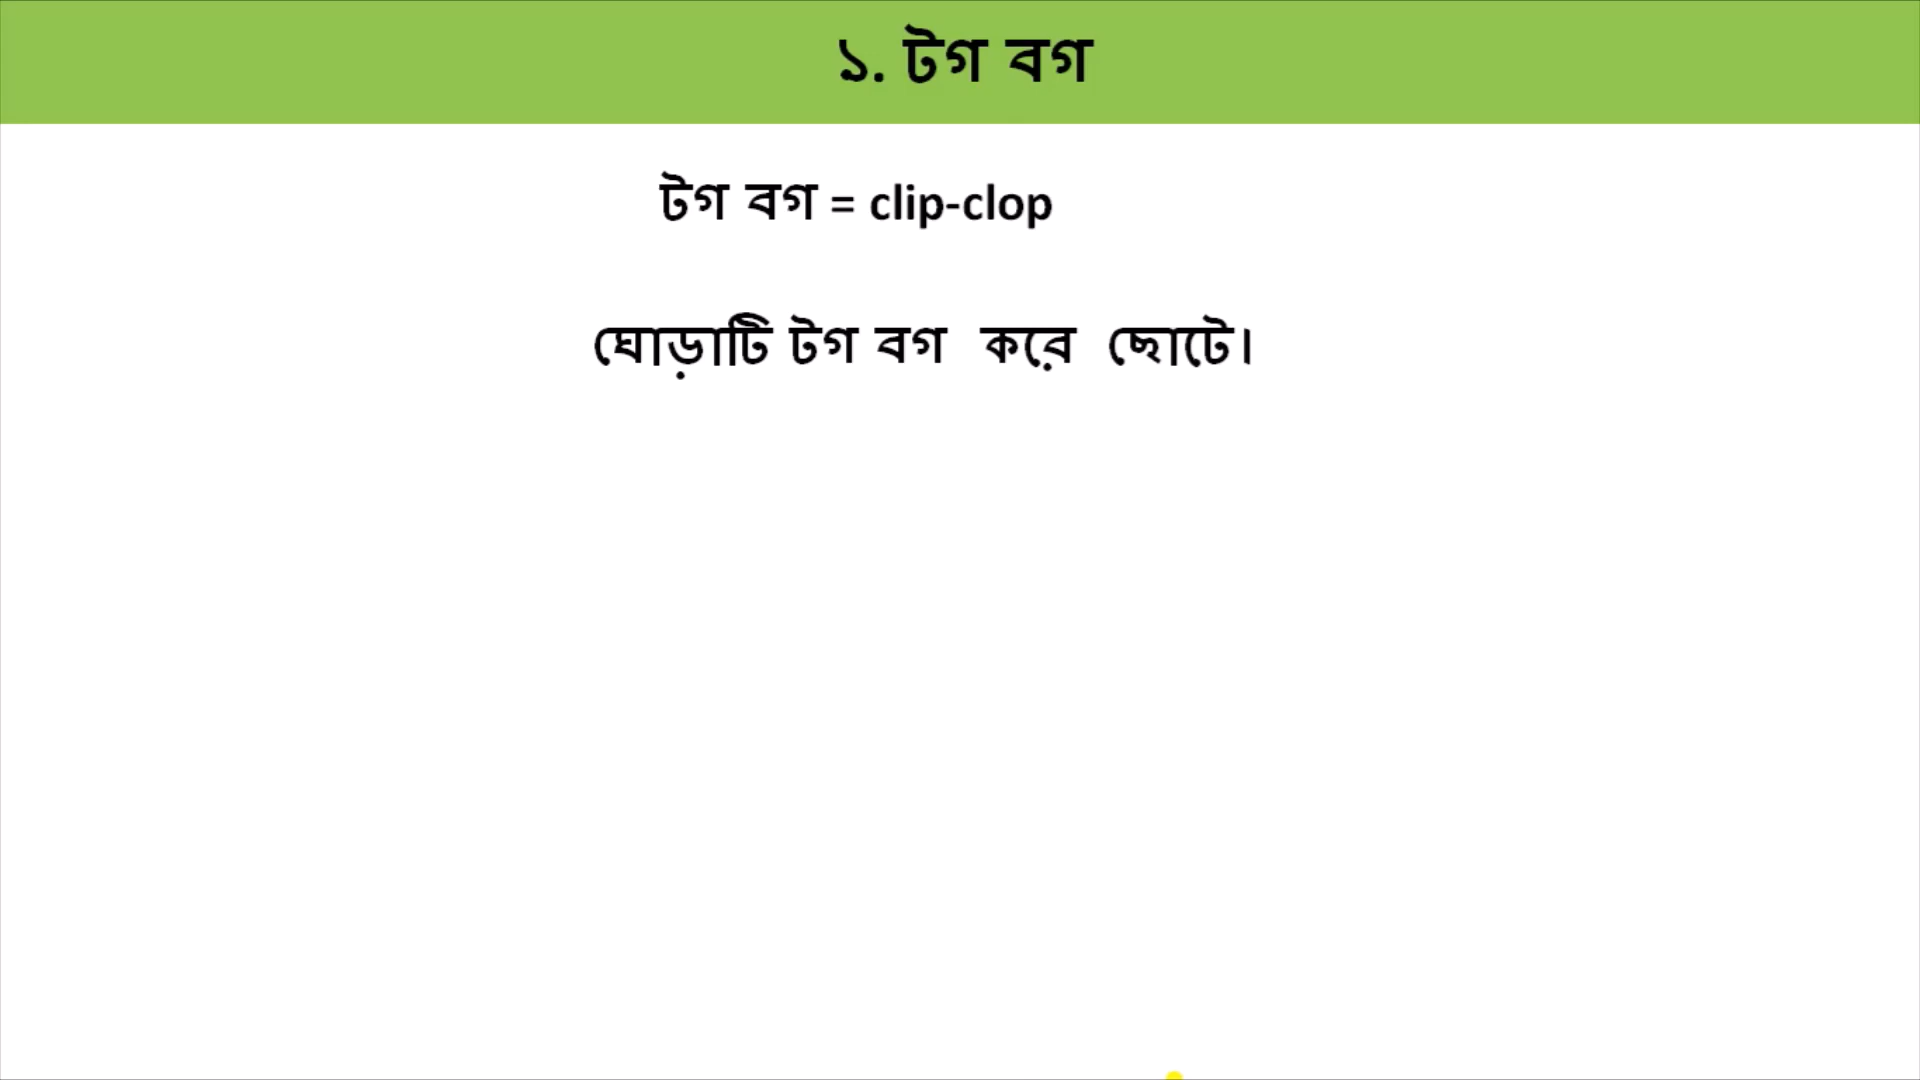 ১. টগ বগ
টগ বগ = clip-clop
ঘোড়াটি টগ বগ করে ছোটে।